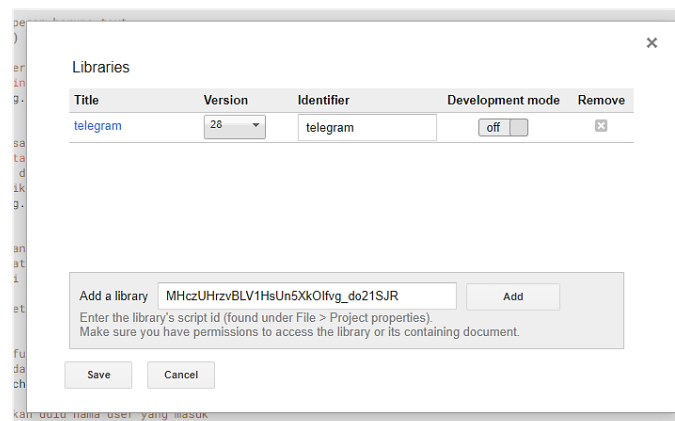 Libraries
Title Version Identifier Development mode Remove
telegram 28 telegram off
Add a library MHczUHrzvBLV1HsUn5XkOIfvg_do21SJR Add
Enter the library's script id (found under File > Project properties).
Make sure you have permissions to access the library or its containing document.
Save Cancel
nama user yang masuk